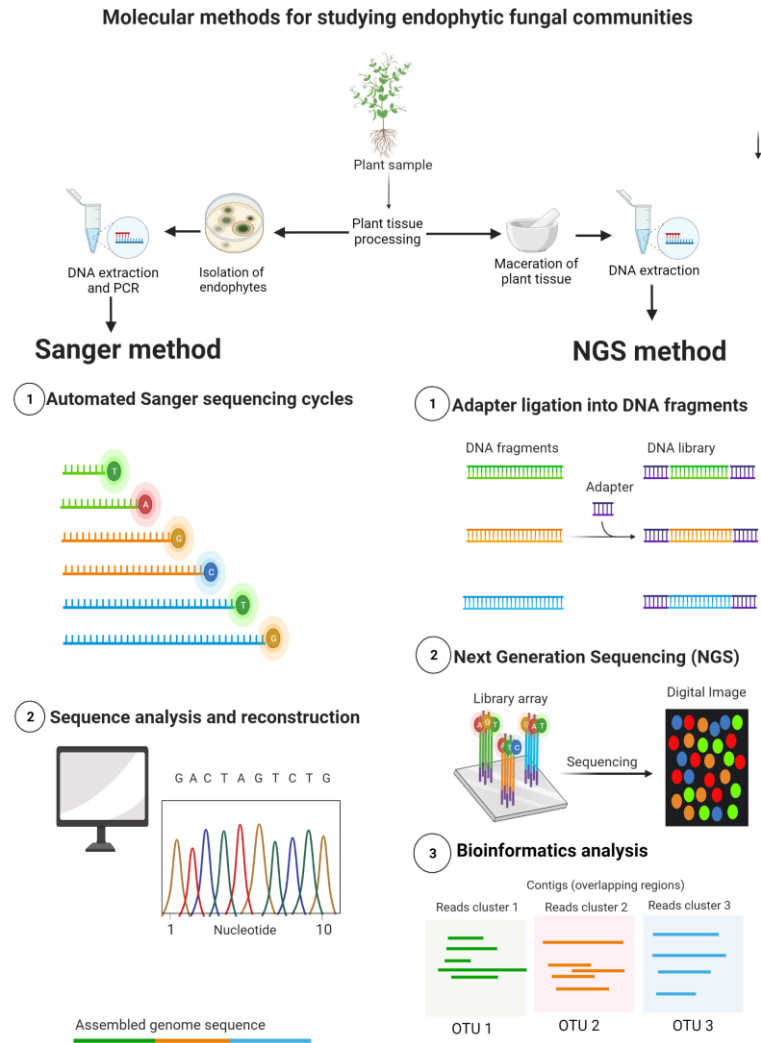 Molecular methods for studying endophytic fungal communities
Plant sample
Plant tissue
processing
Isolation of
endophytes
DNA extraction
and PCR
Maceration of
plant tissue
DNA extraction
Sanger method
1 Automated Sanger sequencing cycles
T
A
G
C
T
G
2 Sequence analysis and reconstruction
G A C T A G T C T G
1 Nucleotide 10
Assembled genome sequence
NGS method
1 Adapter ligation into DNA fragments
DNA fragments DNA library
Adapter
2 Next Generation Sequencing (NGS)
Library array
A G T G A T
A T C
Sequencing
Digital Image
3 Bioinformatics analysis
Contigs (overlapping regions)
Reads cluster 1 Reads cluster 2 Reads cluster 3
OTU 1 OTU 2 OTU 3